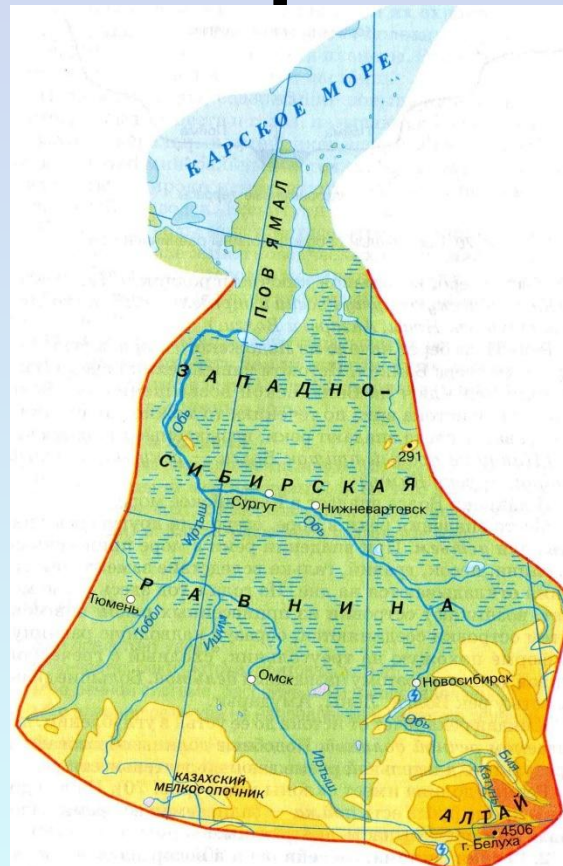 КАРСКОЕ МОРЕ
П-ОВ ЯМАЛ
ЗАПАДНО-
Обь
291
СИБИРСКАЯ
Сургут
Нижневартовск
Обь
Иртыш
РАВНИНА
Тюмень
Тобол
Ишим
Омск
Новосибирск
Обь
Иртыш
Бия
Катунь
КАЗАХСКИЙ
МЕЛКОСОПОЧНИК
АЛТАЙ
4506
г. Белуха